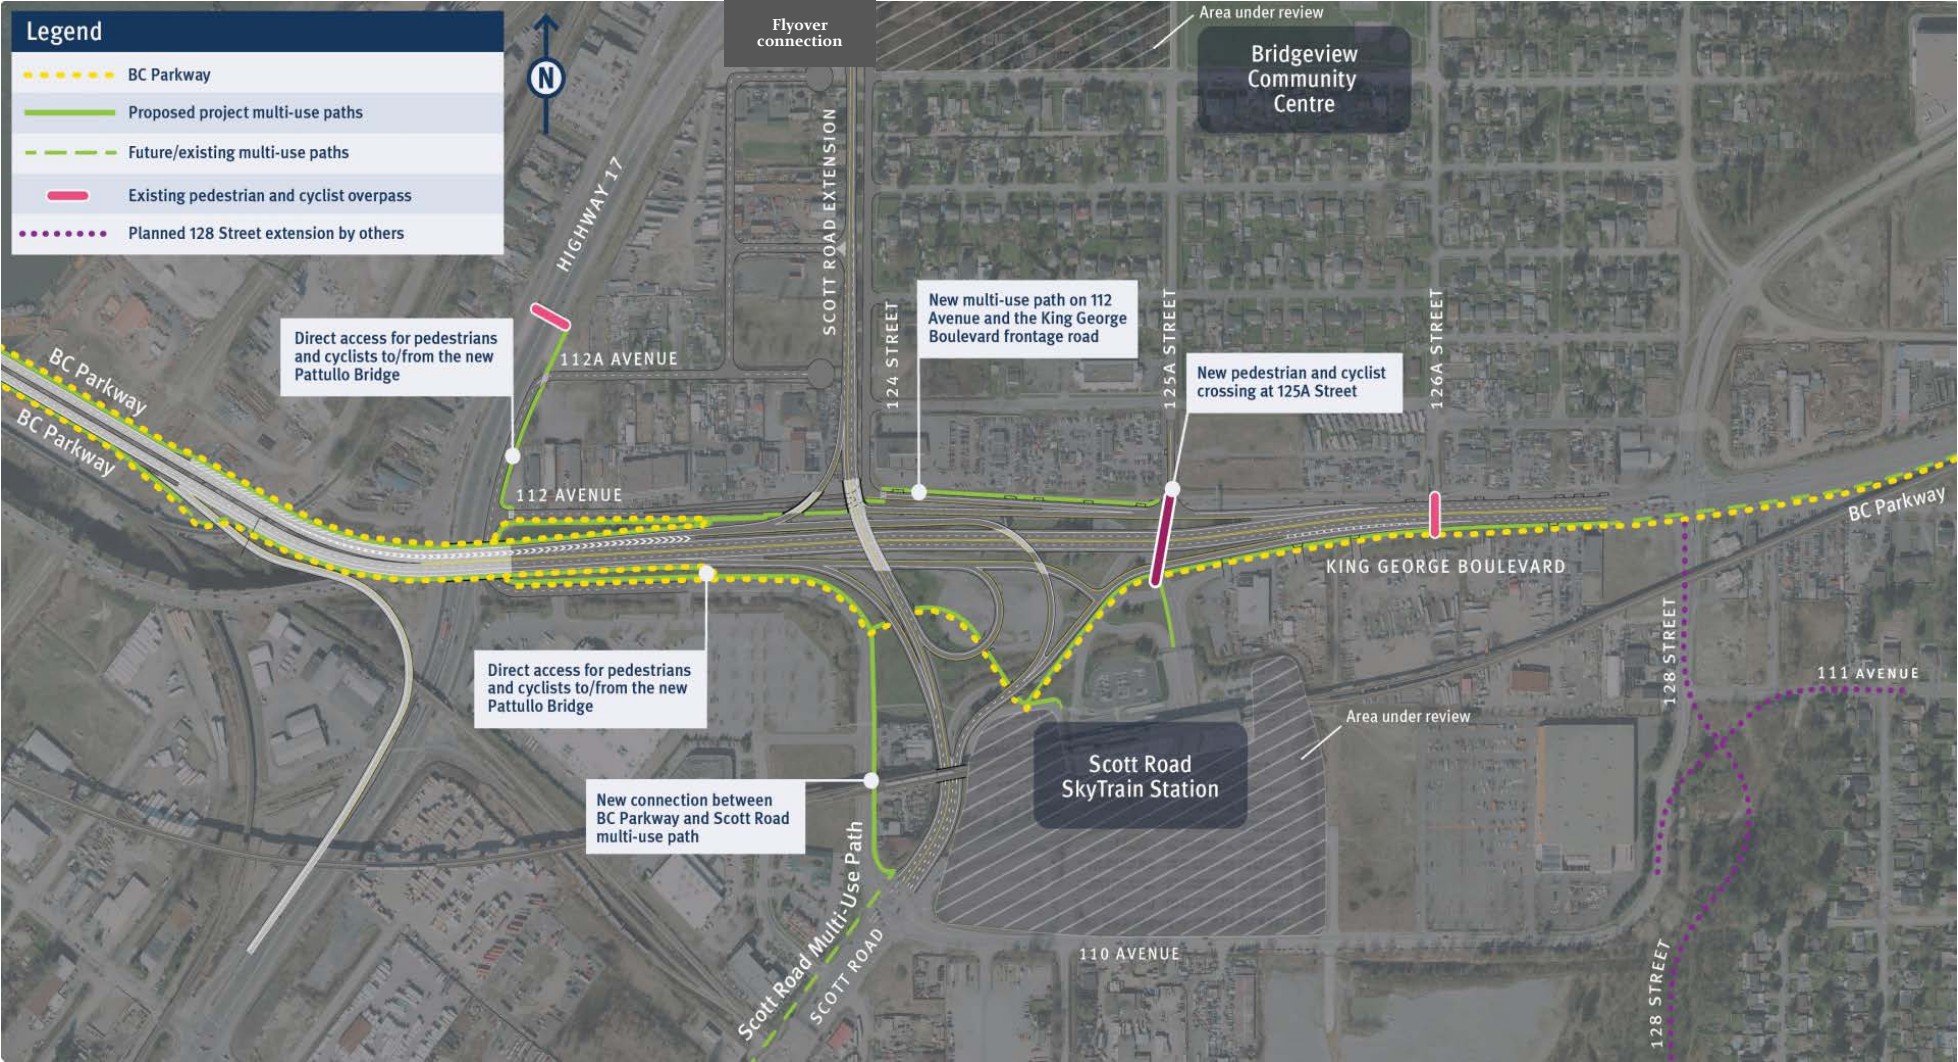 Legend
BC Parkway
Proposed project multi-use paths
Future/existing multi-use paths
Existing pedestrian and cyclist overpass
Planned 128 Street extension by others
N
Flyover
connection
Area under review
Bridgeview
Community
Centre
HIGHWAY 17
SCOTT ROAD EXTENSION
124 STREET
125A STREET
126A STREET
New multi-use path on 112
Avenue and the King George
Boulevard frontage road
Direct access for pedestrians
and cyclists to/from the new
Pattullo Bridge
112A AVENUE
New pedestrian and cyclist
crossing at 125A Street
BC Parkway
BC Parkway
112 AVENUE
BC Parkway
KING GEORGE BOULEVARD
128 STREET
111 AVENUE
Direct access for pedestrians
and cyclists to/from the new
Pattullo Bridge
Area under review
Scott Road
SkyTrain Station
New connection between
BC Parkway and Scott Road
multi-use path
Scott Road Multi-Use Path
SCOTT ROAD
110 AVENUE
128 STREET